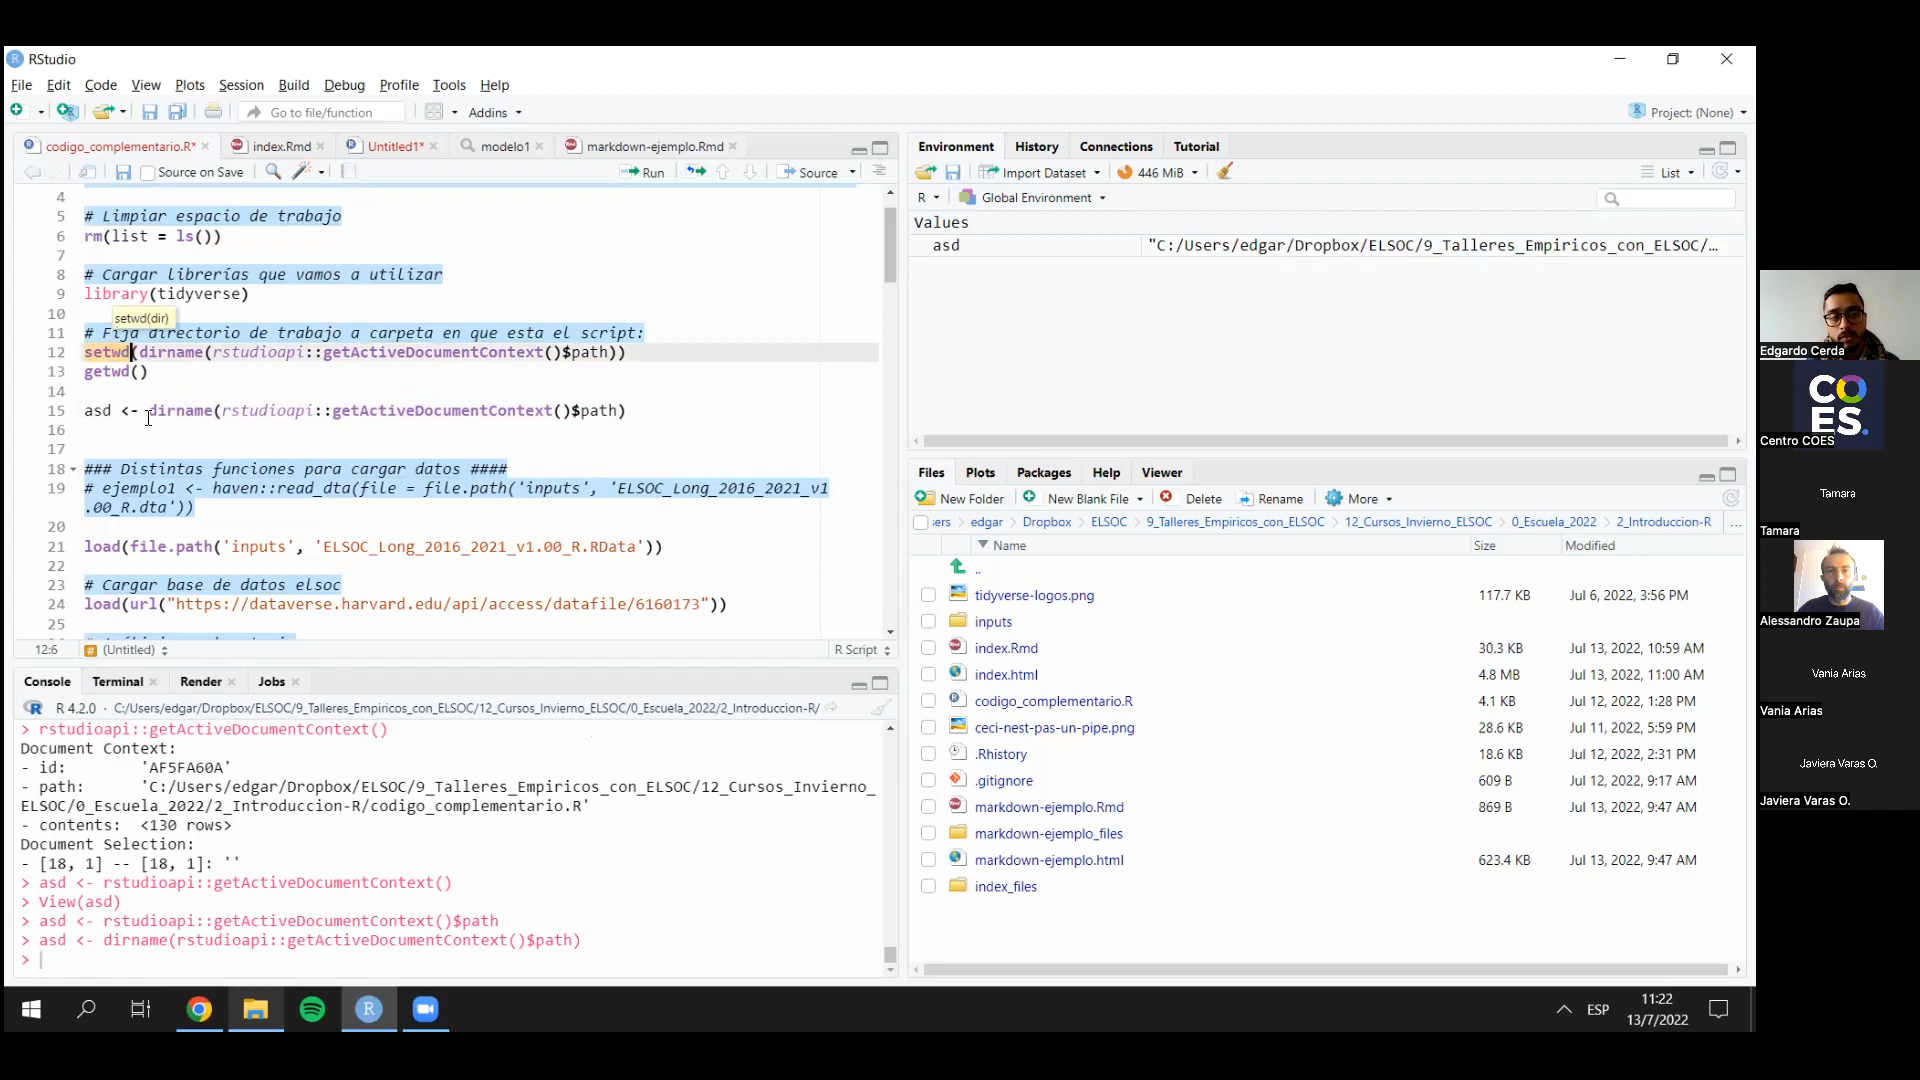 RStudio
File Edit Code View Plots Session Build Debug Profile Tools Help
Go to file/function Addins Project: (None)
codigo_complementario.R* index.Rmd Untitled1* modelo1 markdown-ejemplo.Rmd
Source on Save Run Source
4
5 # Limpiar espacio de trabajo
6 rm(list = ls())
7
8 # Cargar librerías que vamos a utilizar
9 library(tidyverse)
10
setwd(dir)
11 # Fija directorio de trabajo a carpeta en que esta el script:
12 setwd(dirname(rstudioapi::getActiveDocumentContext()$path))
13 getwd()
14
15 asd <- dirname(rstudioapi::getActiveDocumentContext()$path)
16
17
18 ### Distintas funciones para cargar datos ####
19 # ejemplo1 <- haven::read_dta(file = file.path('inputs', 'ELSOC_Long_2016_2021_v1
.00_R.dta'))
20
21 load(file.path('inputs', 'ELSOC_Long_2016_2021_v1.00_R.RData'))
22
23 # Cargar base de datos elsoc
24 load(url("https://dataverse.harvard.edu/api/access/datafile/6160173"))
25
12:6 (Untitled) R Script
Console Terminal Render Jobs
R 4.2.0 · C:/Users/edgar/Dropbox/ELSOC/9_Talleres_Empiricos_con_ELSOC/12_Cursos_Invierno_ELSOC/0_Escuela_2022/2_Introduccion-R/
> rstudioapi::getActiveDocumentContext()
Document Context:
- id: 'AF5FA60A'
- path: 'C:/Users/edgar/Dropbox/ELSOC/9_Talleres_Empiricos_con_ELSOC/12_Cursos_Invierno_
ELSOC/0_Escuela_2022/2_Introduccion-R/codigo_complementario.R'
- contents: <130 rows>
Document Selection:
- [18, 1] -- [18, 1]: ''
> asd <- rstudioapi::getActiveDocumentContext()
> View(asd)
> asd <- rstudioapi::getActiveDocumentContext()$path
> asd <- dirname(rstudioapi::getActiveDocumentContext()$path)
>
Environment History Connections Tutorial
Import Dataset 446 MiB List
R Global Environment
Values
asd "C:/Users/edgar/Dropbox/ELSOC/9_Talleres_Empiricos_con_ELSOC/…
Files Plots Packages Help Viewer
New Folder New Blank File Delete Rename More
ers edgar Dropbox ELSOC 9_Talleres_Empiricos_con_ELSOC 12_Cursos_Invierno_ELSOC 0_Escuela_2022 2_Introduccion-R ...
Name Size Modified
..
tidyverse-logos.png 117.7 KB Jul 6, 2022, 3:56 PM
inputs
index.Rmd 30.3 KB Jul 13, 2022, 10:59 AM
index.html 4.8 MB Jul 13, 2022, 11:00 AM
codigo_complementario.R 4.1 KB Jul 12, 2022, 1:28 PM
ceci-nest-pas-un-pipe.png 28.6 KB Jul 11, 2022, 5:59 PM
.Rhistory 18.6 KB Jul 12, 2022, 2:31 PM
.gitignore 609 B Jul 12, 2022, 9:17 AM
markdown-ejemplo.Rmd 869 B Jul 13, 2022, 9:47 AM
markdown-ejemplo_files
markdown-ejemplo.html 623.4 KB Jul 13, 2022, 9:47 AM
index_files
ESP
11:22
13/7/2022
Edgardo Cerda
CO
ES.
Centro COES
Tamara
Tamara
Alessandro Zaupa
Vania Arias
Vania Arias
Javiera Varas O.
Javiera Varas O.